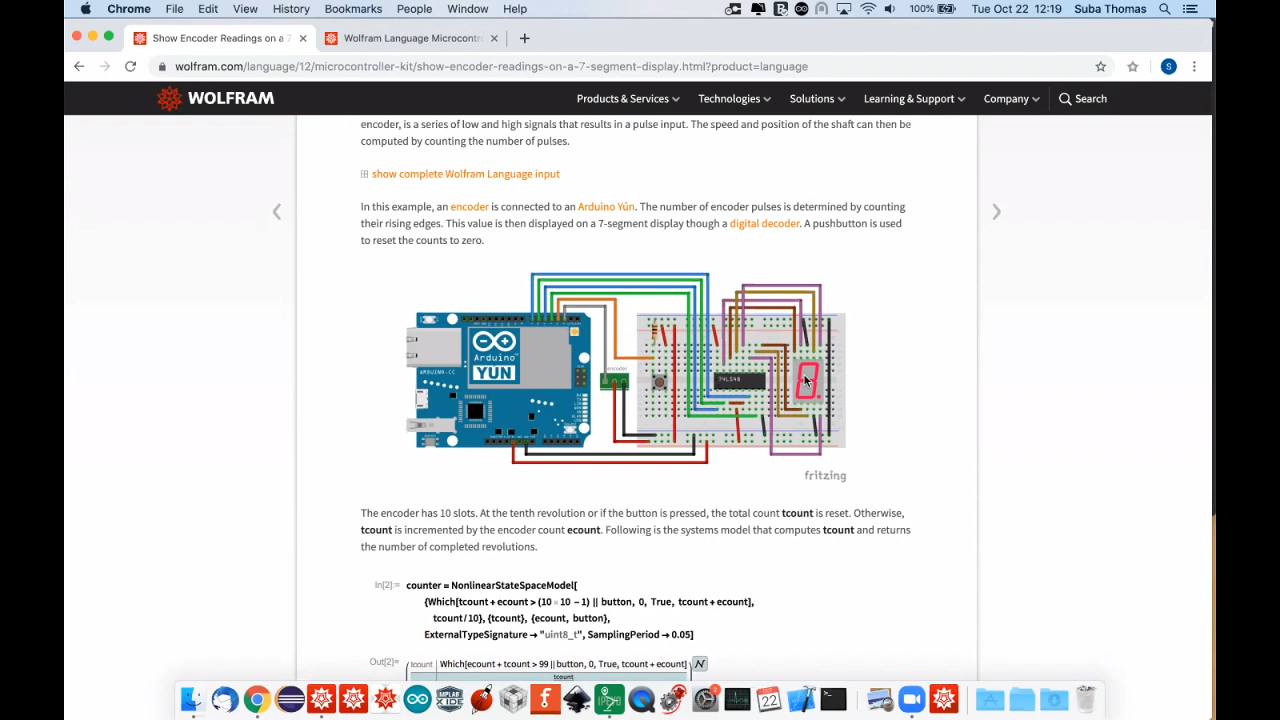 Chrome File Edit View History Bookmarks People Window Help 100% Tue Oct 22 12:19 Suba Thomas
Show Encoder Readings on a 7
Wolfram Language Microcontro
wolfram.com/language/12/microcontroller-kit/show-encoder-readings-on-a-7-segment-display.html?product=language
S
WOLFRAM Products & Services Technologies Solutions Learning & Support Company Search
encoder, is a series of low and high signals that results in a pulse input. The speed and position of the shaft can then be
computed by counting the number of pulses.
show complete Wolfram Language input
In this example, an encoder is connected to an Arduino Yún. The number of encoder pulses is determined by counting
their rising edges. This value is then displayed on a 7-segment display though a digital decoder. A pushbutton is used
to reset the counts to zero.
Arduino
YÚN
ARDUINO.CC
encoder
74LS48
fritzing
The encoder has 10 slots. At the tenth revolution or if the button is pressed, the total count tcount is reset. Otherwise,
tcount is incremented by the encoder count ecount. Following is the systems model that computes tcount and returns
the number of completed revolutions.
In[2]:= counter = NonlinearStateSpaceModel[
{Which[tcount + ecount > (10 × 10 − 1) || button, 0, True, tcount + ecount],
tcount / 10}, {tcount}, {ecount, button},
ExternalTypeSignature → "uint8_t", SamplingPeriod → 0.05]
Out[2]= tcount Which[ecount + tcount > 99 || button, 0, True, ecount + tcount] N
tcount
MPLAB
X IDE
22